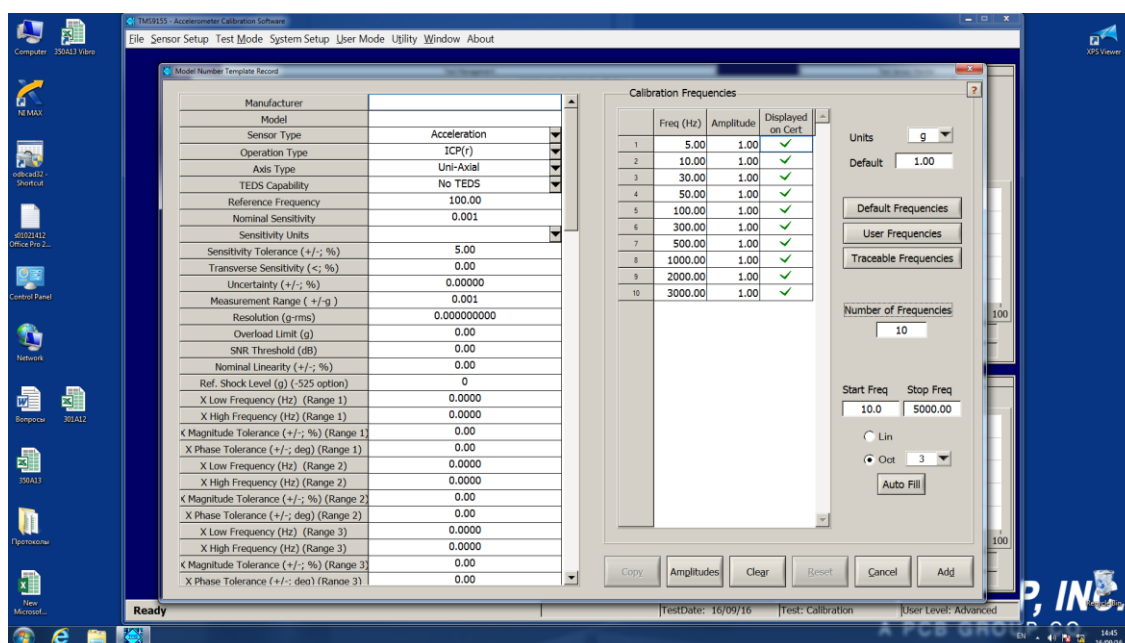 TMS9155 - Accelerometer Calibration Software
File Sensor Setup Test Mode System Setup User Mode Utility Window About
Computer
350A13 Vibro
XPS Viewer
NI MAX
odbcad32 -
Shortcut
s01021412
Office Pro 2...
Control Panel
Network
Вопросы
301A12
350A13
Протоколы
New
Microsof...
Model Number Template Record
Manufacturer
Model
Sensor Type Acceleration
Operation Type ICP(r)
Axis Type Uni-Axial
TEDS Capability No TEDS
Reference Frequency 100.00
Nominal Sensitivity 0.001
Sensitivity Units
Sensitivity Tolerance (+/-; %) 5.00
Transverse Sensitivity (<; %) 0.00
Uncertainty (+/-; %) 0.00000
Measurement Range ( +/-g ) 0.001
Resolution (g-rms) 0.000000000
Overload Limit (g) 0.00
SNR Threshold (dB) 0.00
Nominal Linearity (+/-; %) 0.00
Ref. Shock Level (g) (-525 option) 0
X Low Frequency (Hz) (Range 1) 0.0000
X High Frequency (Hz) (Range 1) 0.0000
X Magnitude Tolerance (+/-; %) (Range 1) 0.00
X Phase Tolerance (+/-; deg) (Range 1) 0.00
X Low Frequency (Hz) (Range 2) 0.0000
X High Frequency (Hz) (Range 2) 0.0000
X Magnitude Tolerance (+/-; %) (Range 2) 0.00
X Phase Tolerance (+/-; deg) (Range 2) 0.00
X Low Frequency (Hz) (Range 3) 0.0000
X High Frequency (Hz) (Range 3) 0.0000
X Magnitude Tolerance (+/-; %) (Range 3) 0.00
X Phase Tolerance (+/-; deg) (Range 3) 0.00
Calibration Frequencies
?
Freq (Hz) Amplitude Displayed on Cert
1 5.00 1.00 ✓
2 10.00 1.00 ✓
3 30.00 1.00 ✓
4 50.00 1.00 ✓
5 100.00 1.00 ✓
6 300.00 1.00 ✓
7 500.00 1.00 ✓
8 1000.00 1.00 ✓
9 2000.00 1.00 ✓
10 3000.00 1.00 ✓
Units g
Default 1.00
Default Frequencies
User Frequencies
Traceable Frequencies
Number of Frequencies
10
Start Freq Stop Freq
10.0 5000.00
Lin
Oct 3
Auto Fill
Copy Amplitudes Clear Reset Cancel Add
100
100
Ready TestDate: 16/09/16 Test: Calibration User Level: Advanced
P, INC.
A PCB GROUP CO
Recycle Bin
EN 14:45
16/09/16